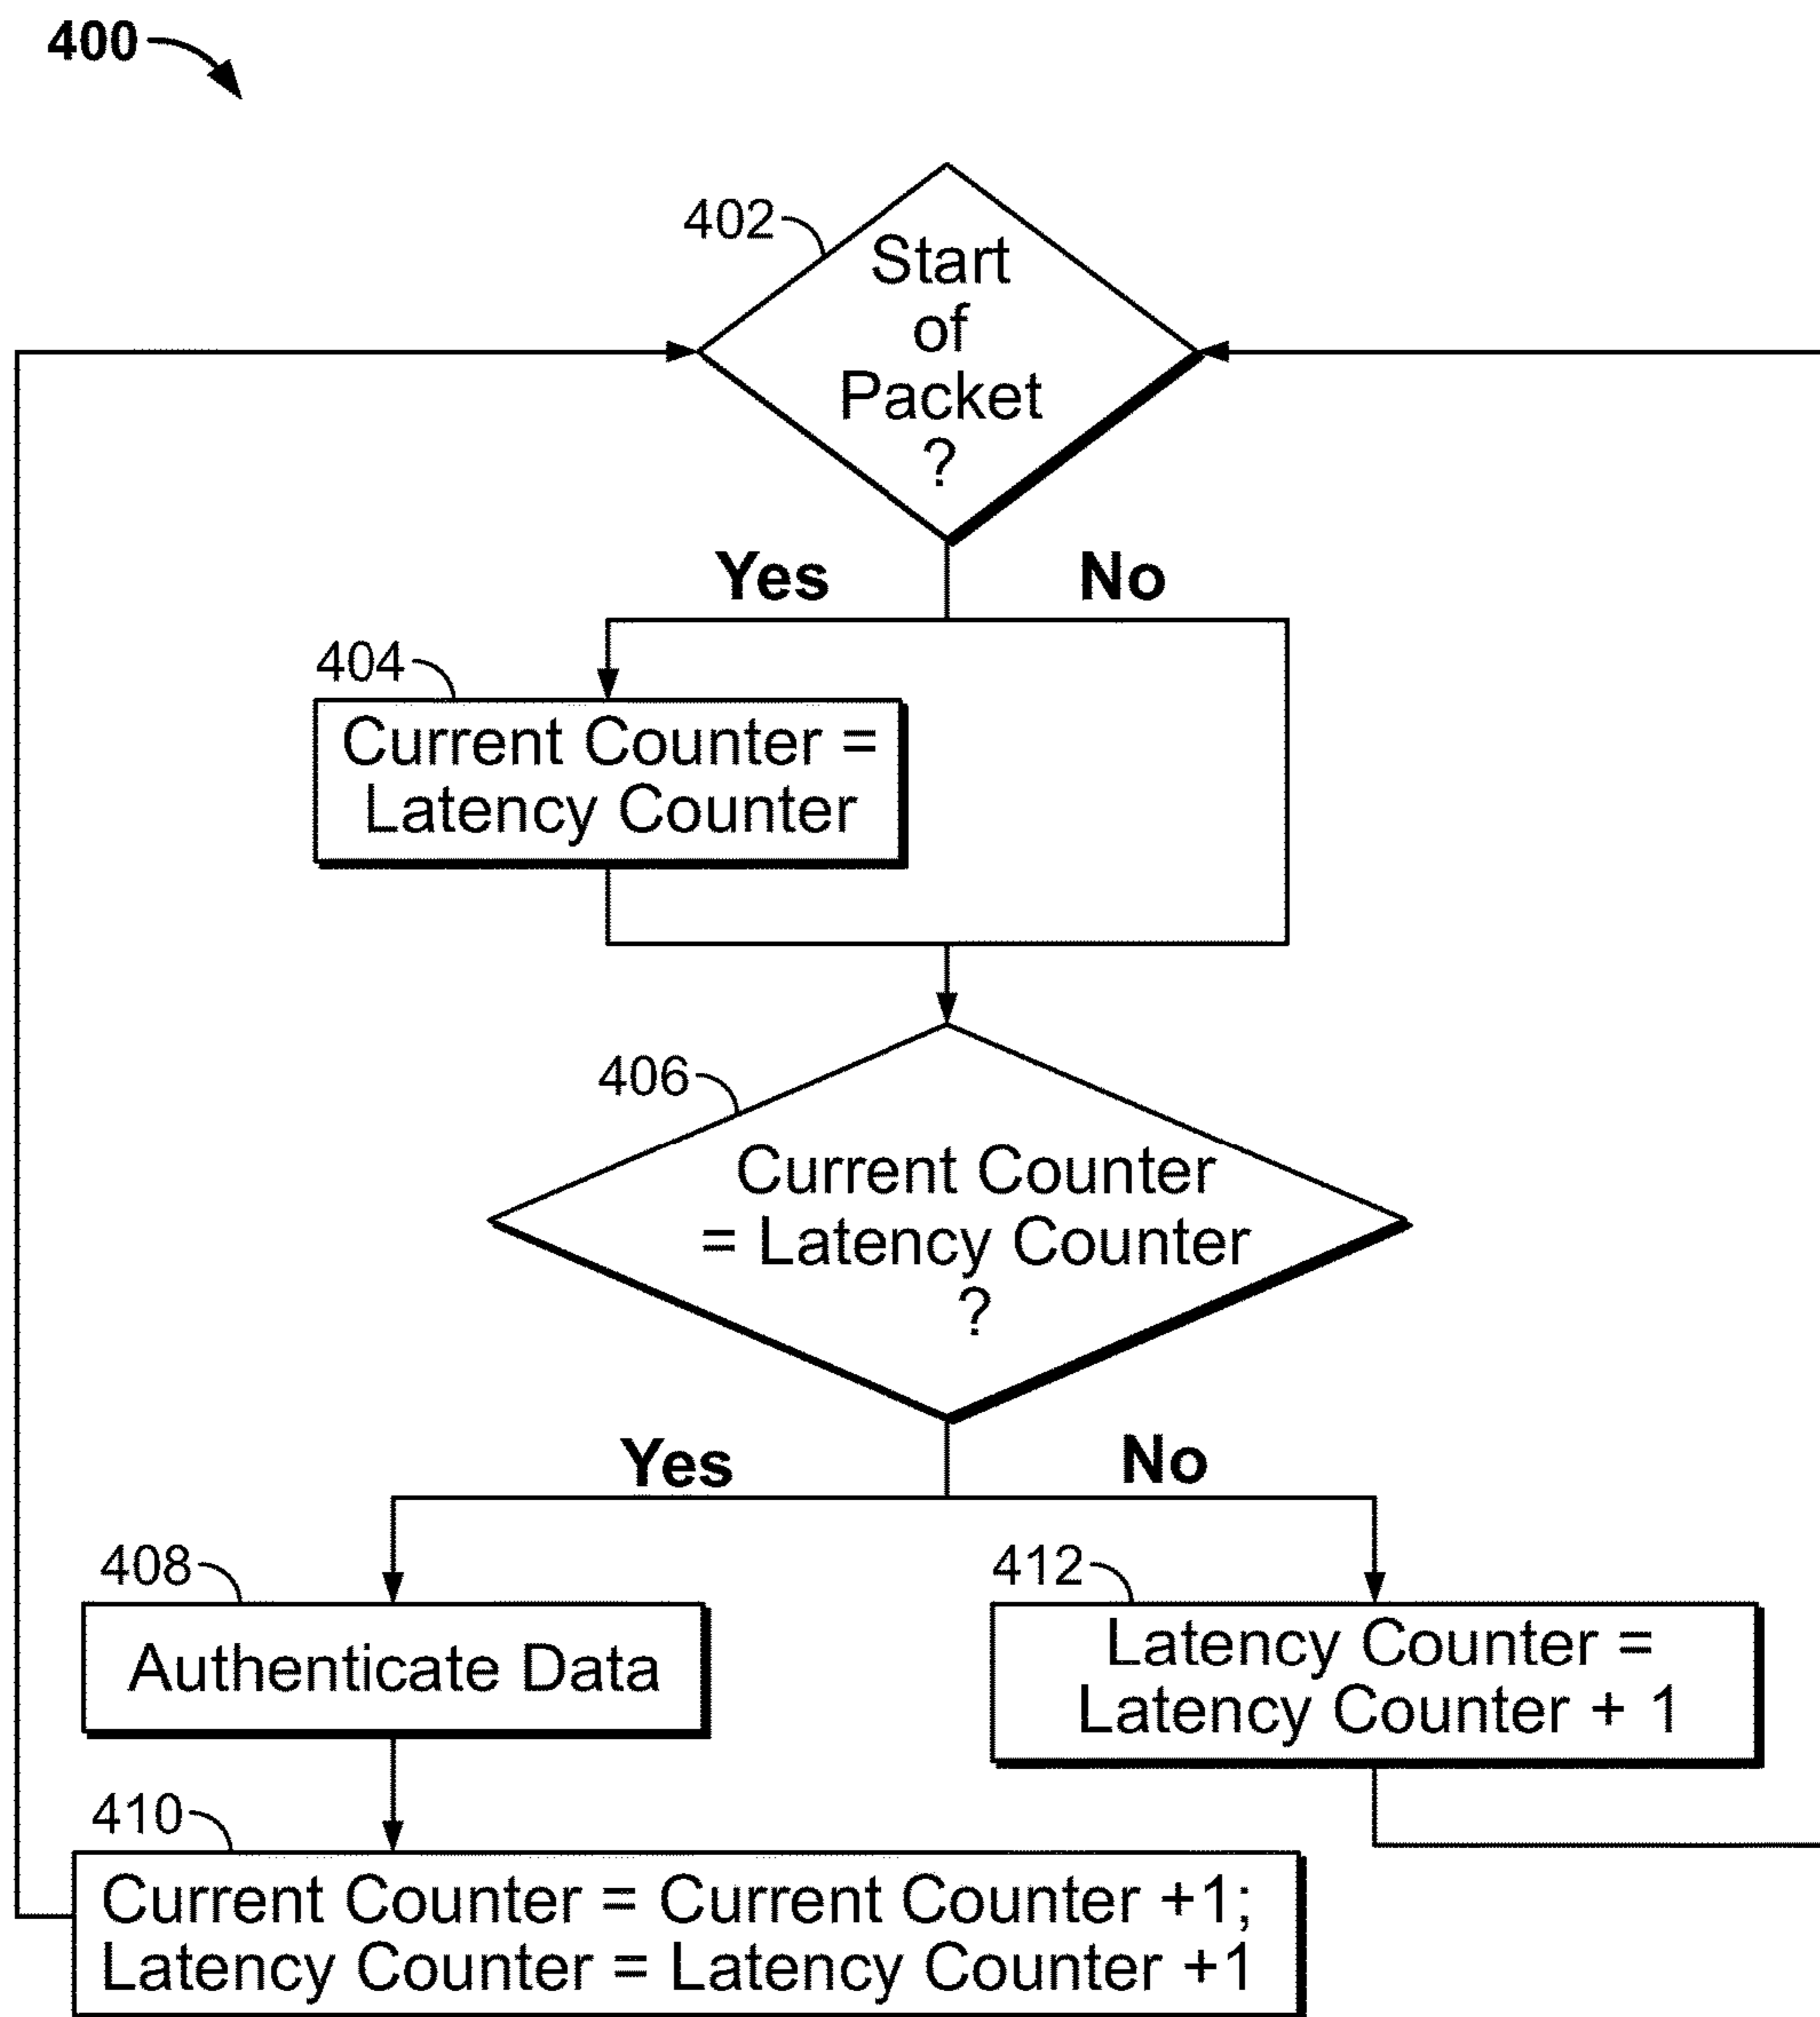 400
402
Start
of
Packet
?
Yes
No
404
Current Counter =
Latency Counter
406
Current Counter
= Latency Counter
?
Yes
No
408
Authenticate Data
412
Latency Counter =
Latency Counter + 1
410
Current Counter = Current Counter +1;
Latency Counter = Latency Counter +1